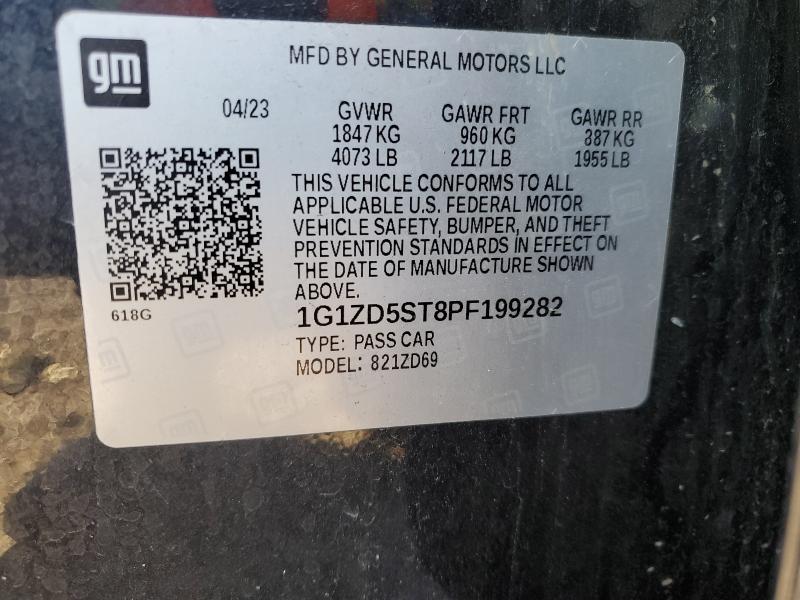 gm
MFD BY GENERAL MOTORS LLC
04/23 GVWR GAWR FRT GAWR RR
1847 KG 960 KG 887 KG
4073 LB 2117 LB 1955 LB
THIS VEHICLE CONFORMS TO ALL
APPLICABLE U.S. FEDERAL MOTOR
VEHICLE SAFETY, BUMPER, AND THEFT
PREVENTION STANDARDS IN EFFECT ON
THE DATE OF MANUFACTURE SHOWN
ABOVE.
618G
1G1ZD5ST8PF199282
TYPE: PASS CAR
MODEL: 821ZD69